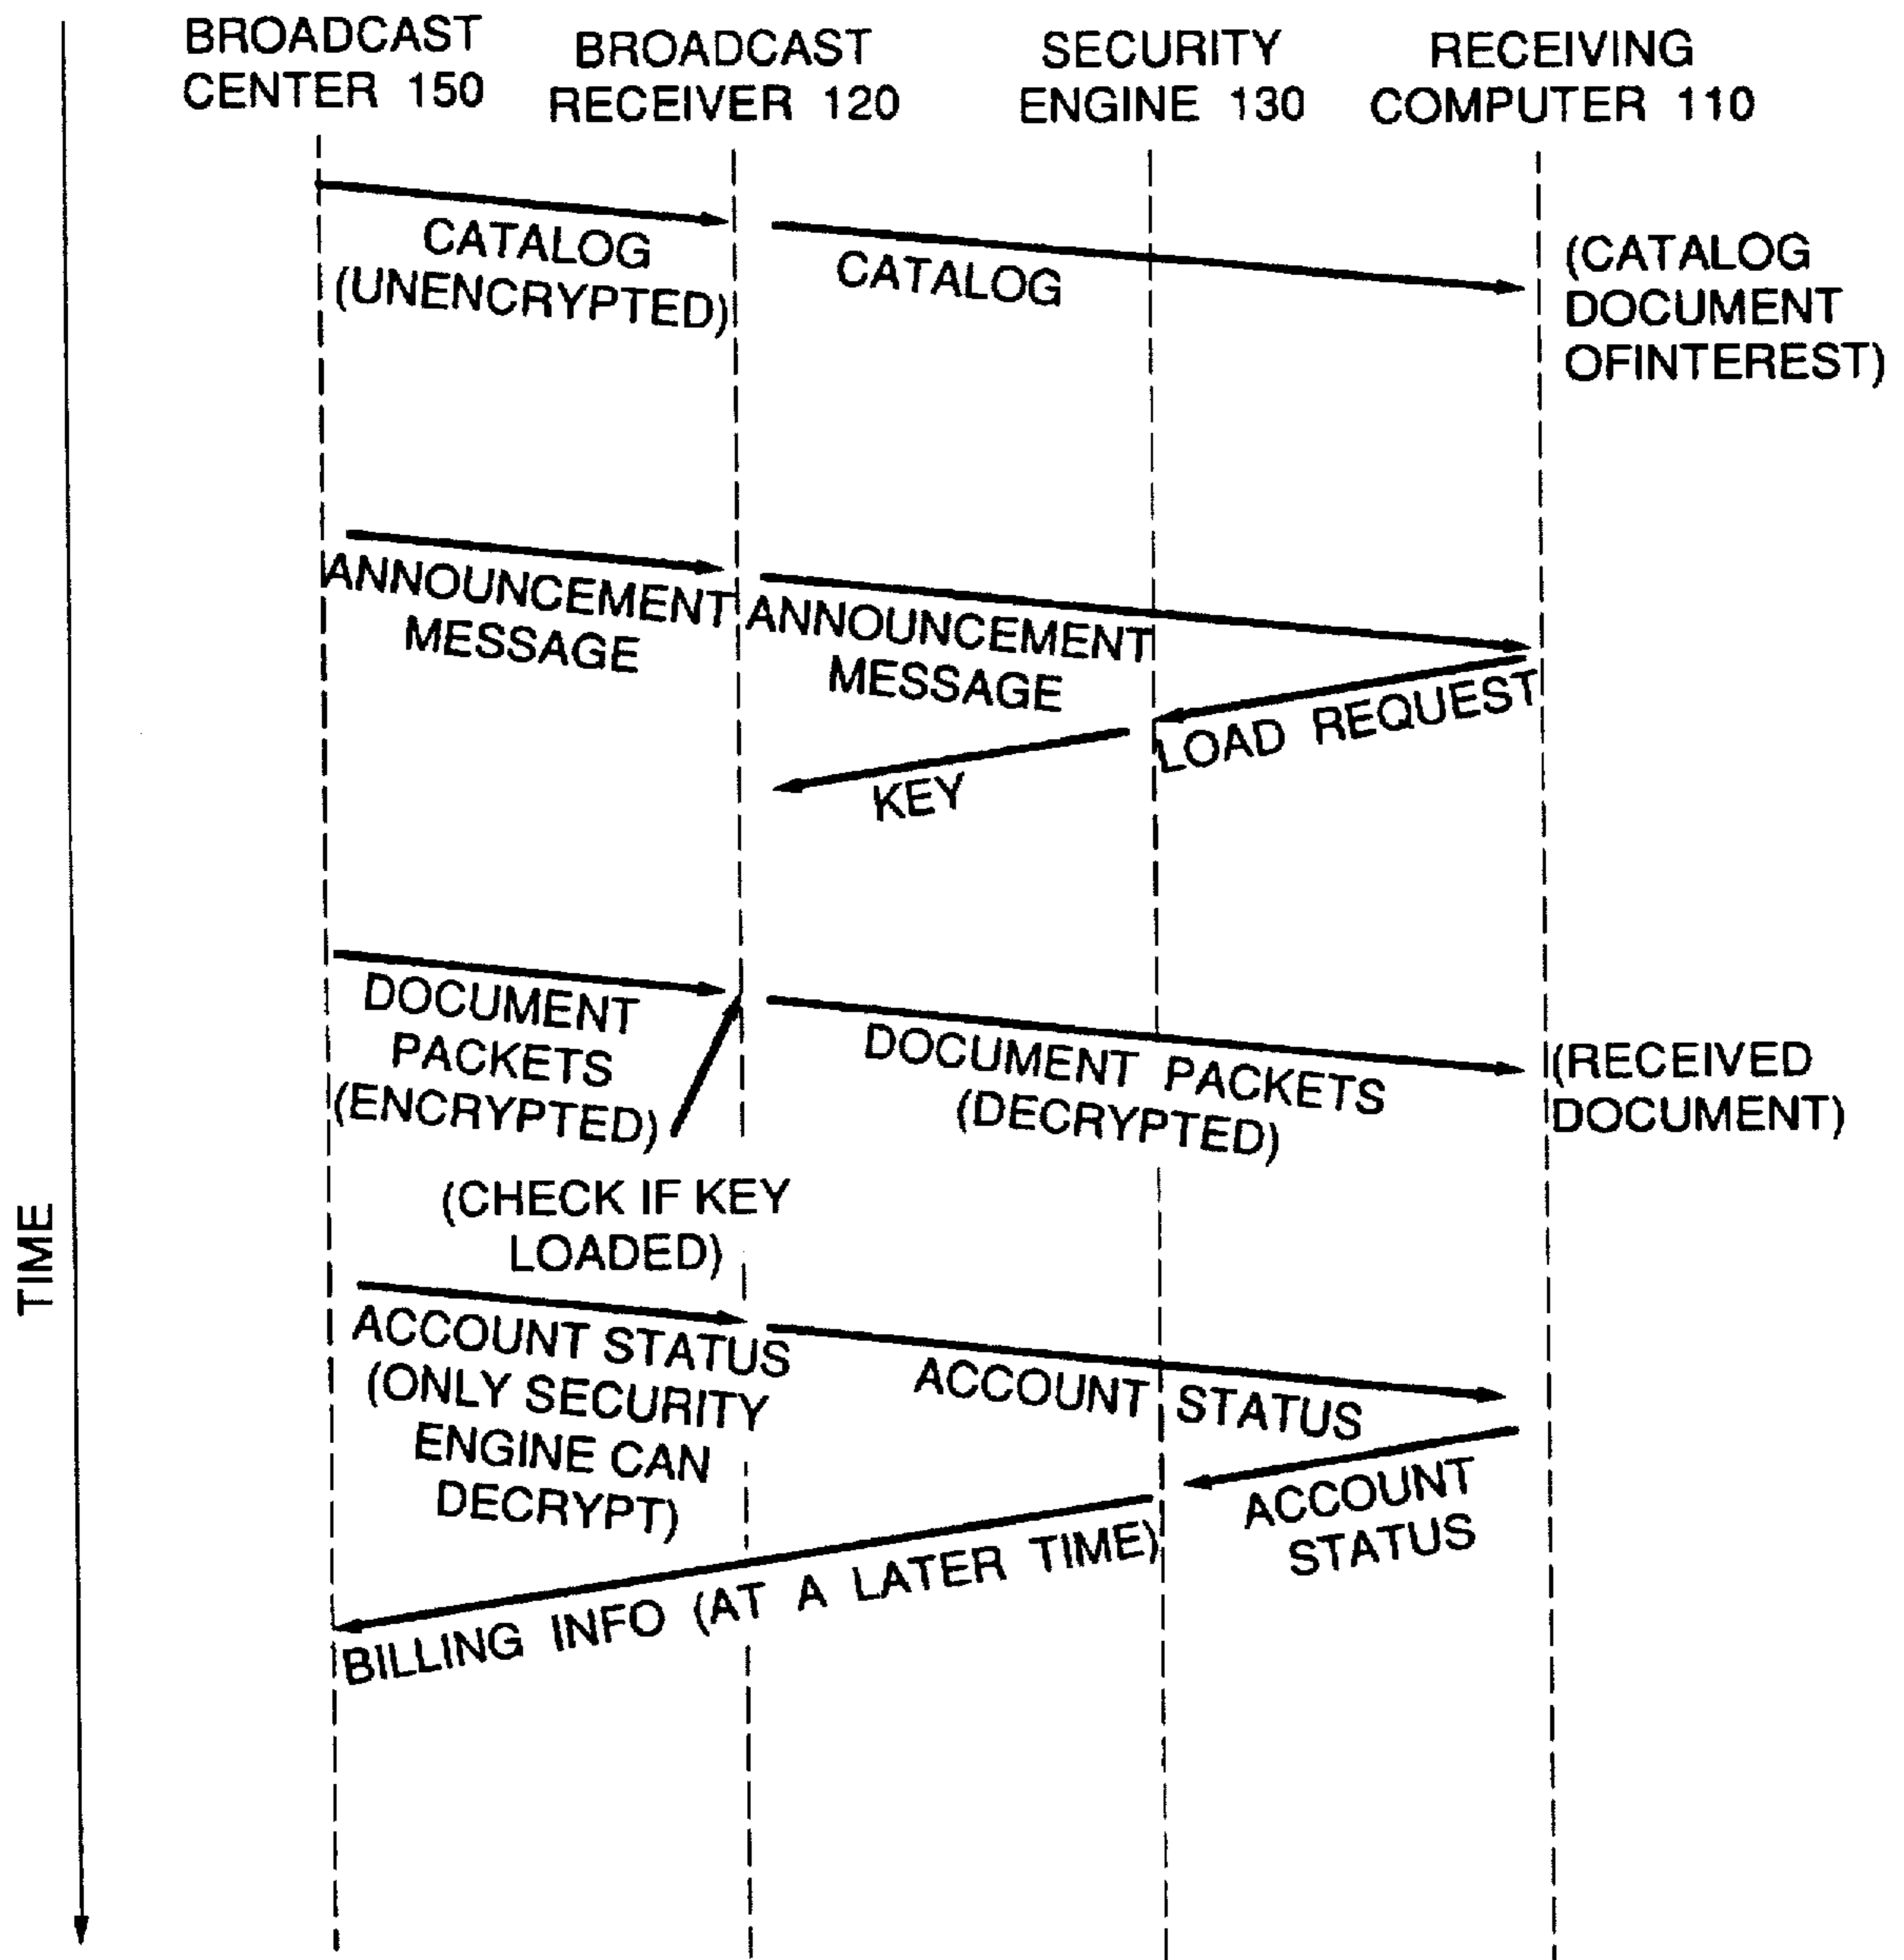 BROADCAST
CENTER 150
BROADCAST
RECEIVER 120
SECURITY
ENGINE 130
RECEIVING
COMPUTER 110
CATALOG
(UNENCRYPTED)
CATALOG
(CATALOG
DOCUMENT
OFINTEREST)
ANNOUNCEMENT
MESSAGE
ANNOUNCEMENT
MESSAGE
LOAD REQUEST
KEY
DOCUMENT
PACKETS
(ENCRYPTED)
DOCUMENT PACKETS
(DECRYPTED)
(RECEIVED
DOCUMENT)
(CHECK IF KEY
LOADED)
TIME
ACCOUNT STATUS
(ONLY SECURITY
ENGINE CAN
DECRYPT)
ACCOUNT STATUS
ACCOUNT
STATUS
BILLING INFO (AT A LATER TIME)